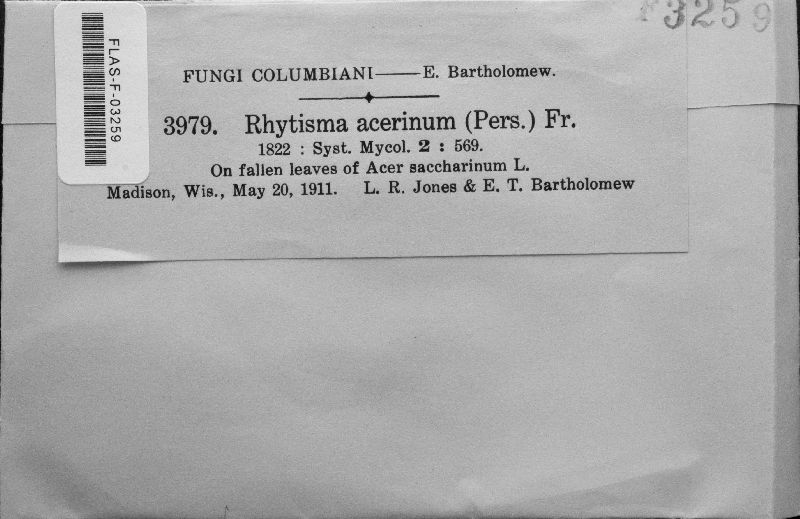 F3259
FLAS-F-03259
FUNGI COLUMBIANI—E. Bartholomew.
3979. Rhytisma acerinum (Pers.) Fr.
1822 : Syst. Mycol. 2 : 569.
On fallen leaves of Acer saccharinum L.
Madison, Wis., May 20, 1911. L. R. Jones & E. T. Bartholomew